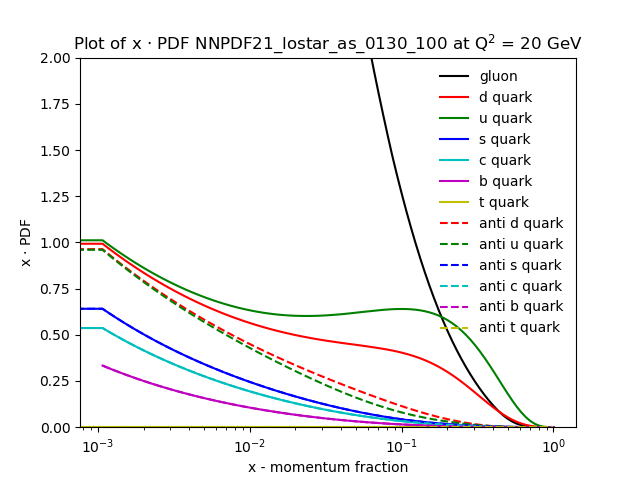 Plot of x · PDF NNPDF21_lostar_as_0130_100 at Q² = 20 GeV
x · PDF
2.00
1.75
1.50
1.25
1.00
0.75
0.50
0.25
0.00
gluon
d quark
u quark
s quark
c quark
b quark
t quark
anti d quark
anti u quark
anti s quark
anti c quark
anti b quark
anti t quark
10⁻³ 10⁻² 10⁻¹ 10⁰
x - momentum fraction